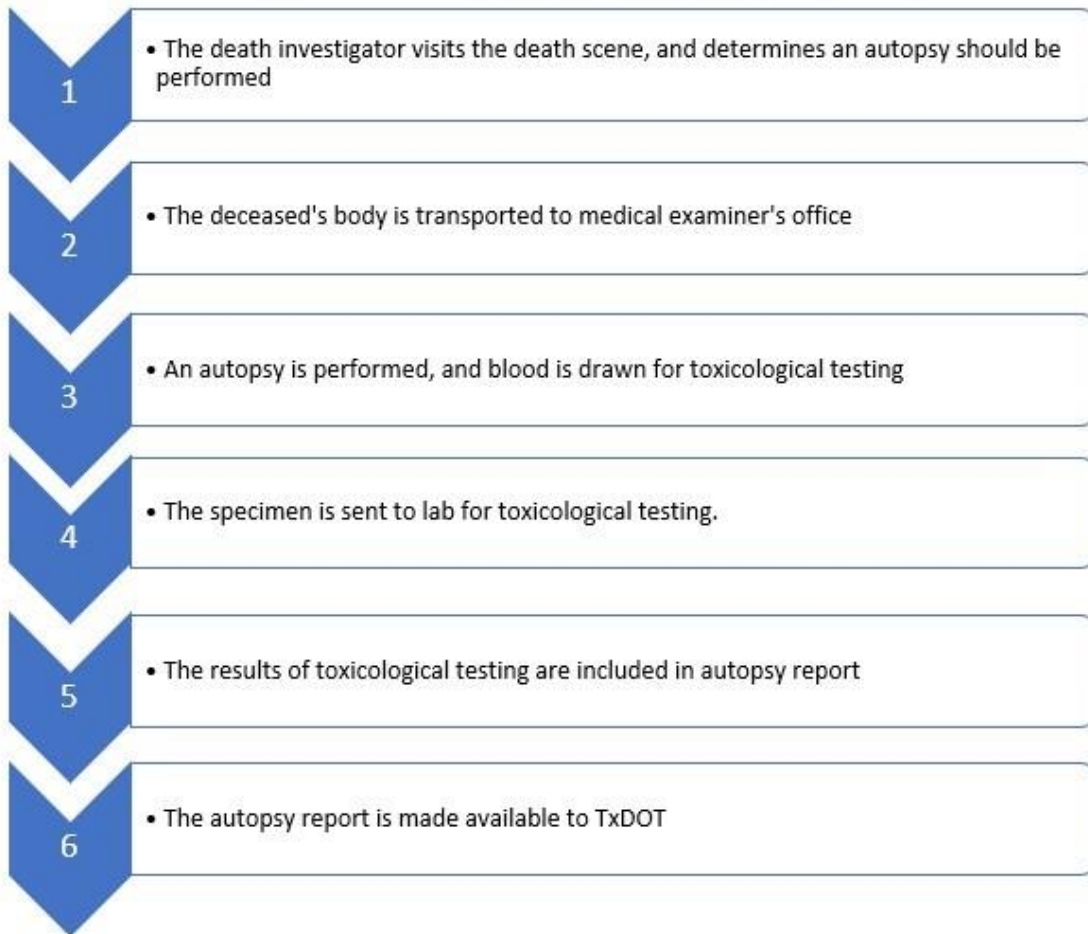 1
• The death investigator visits the death scene, and determines an autopsy should be
performed
2
• The deceased's body is transported to medical examiner's office
3
• An autopsy is performed, and blood is drawn for toxicological testing
4
• The specimen is sent to lab for toxicological testing.
5
• The results of toxicological testing are included in autopsy report
6
• The autopsy report is made available to TxDOT